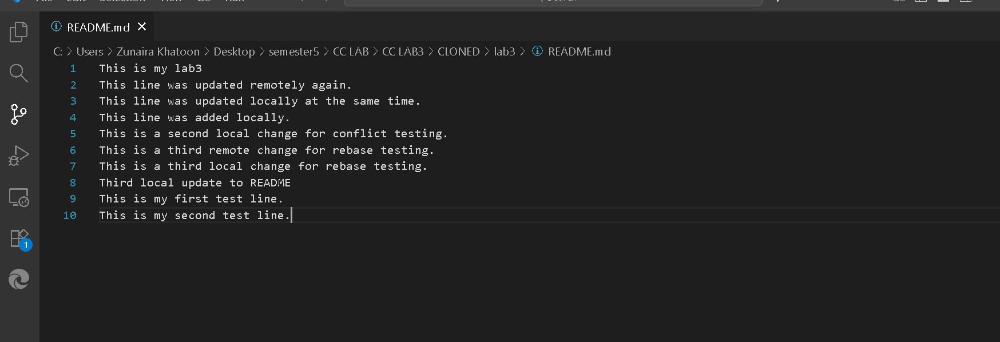 README.md
C: > Users > Zunaira Khatoon > Desktop > semester5 > CC LAB > CC LAB3 > CLONED > lab3 > README.md
1 This is my lab3
2 This line was updated remotely again.
3 This line was updated locally at the same time.
4 This line was added locally.
5 This is a second local change for conflict testing.
6 This is a third remote change for rebase testing.
7 This is a third local change for rebase testing.
8 Third local update to README
9 This is my first test line.
10 This is my second test line.
1